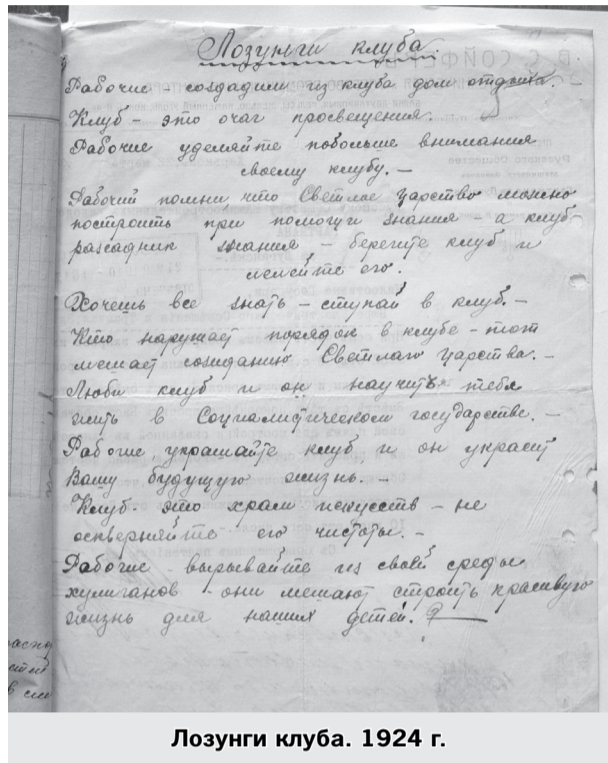 Лозунги клуба
Рабочие – создадим из клуба дом отдыха. –
Клуб – это очаг просвещения.
Рабочие уделяйте побольше внимания
своему клубу. –
Рабочий помни, что Светлое царство можно
построить при помощи знания – а клуб
рассадник знания – берегите клуб и
лелейте его.
Хочешь все знать – ступай в клуб. –
Кто нарушает порядок в клубе – тот
мешает созиданию Светлаго царства. –
Люби клуб и он научить тебя
жить в Социалистическом государстве. –
Рабочие, украшайте клуб и он украсит
Вашу будущую жизнь. –
Клуб – это храм искусств – не
оскверняйте его чистоты. –
Рабочие – вырывайте из своей среды
хулиганов – они мешают строить красивую
жизнь для наших детей.
Лозунги клуба. 1924 г.